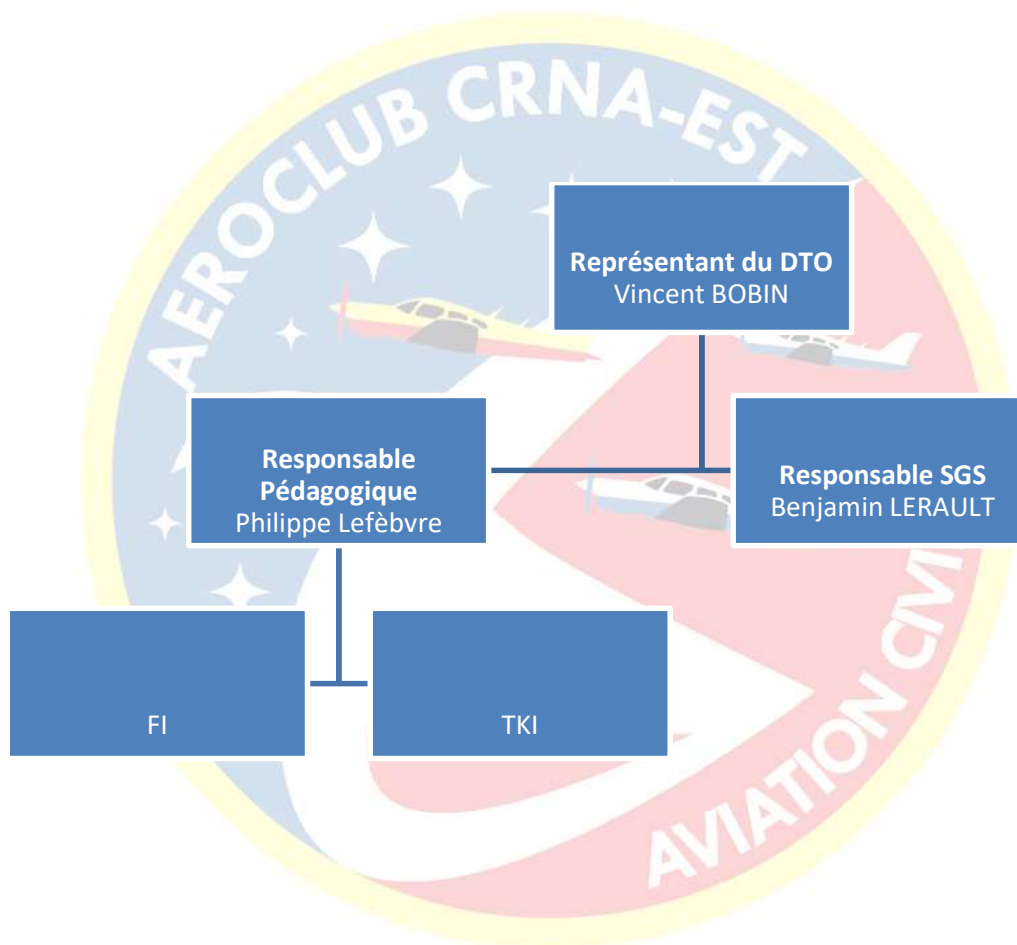 AEROCLUB CRNA-EST
Représentant du DTO
Vincent BOBIN
Responsable
Pédagogique
Philippe Lefèbvre
Responsable SGS
Benjamin LERAULT
FI
TKI
AVIATION CIVI